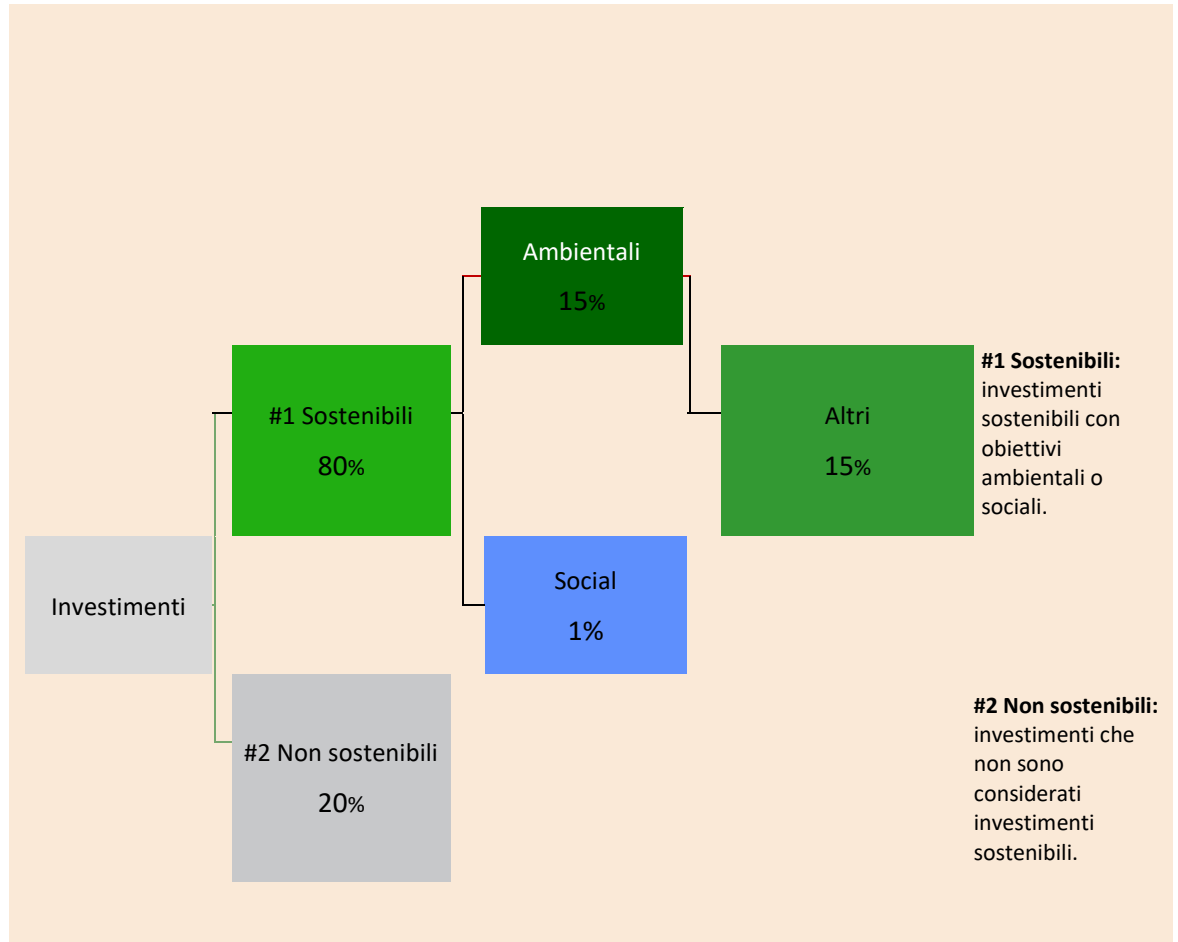 Ambientali
15%
#1 Sostenibili
80%
Altri
15%
#1 Sostenibili:
investimenti
sostenibili con
obiettivi
ambientali o
sociali.
Investimenti
Social
1%
#2 Non sostenibili
20%
#2 Non sostenibili:
investimenti che
non sono
considerati
investimenti
sostenibili.